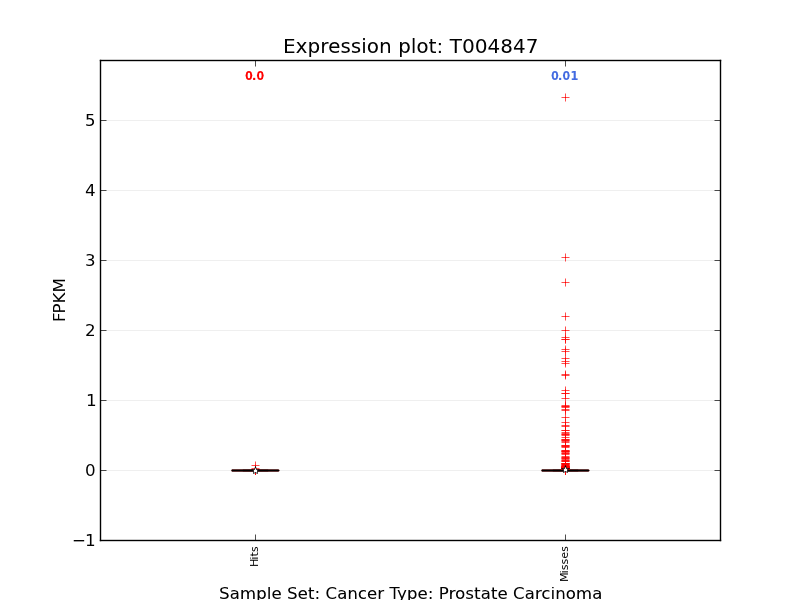 Expression plot: T004847
0.0
0.01
5
4
3
2
1
0
−1
FPKM
Hits
Misses
Sample Set: Cancer Type: Prostate Carcinoma